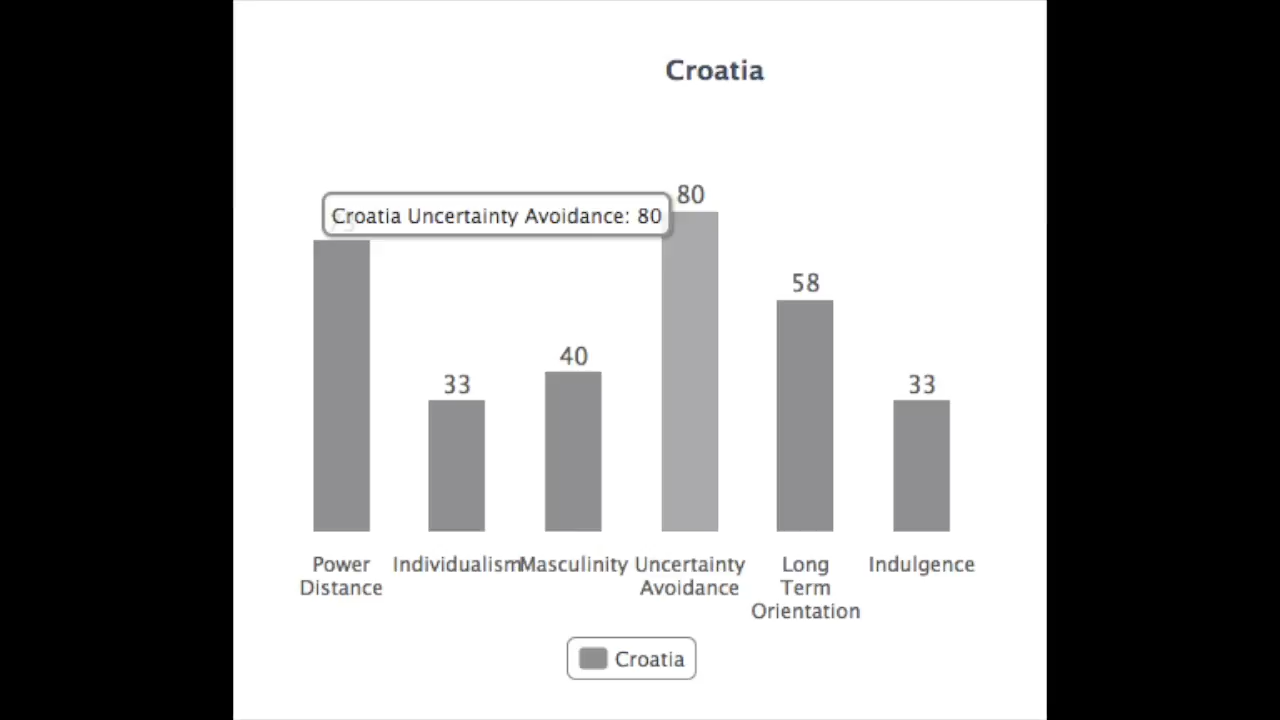 Croatia
Croatia Uncertainty Avoidance: 80
80
58
40
33
33
Power
Distance
Individualism
Masculinity
Uncertainty
Avoidance
Long
Term
Orientation
Indulgence
Croatia